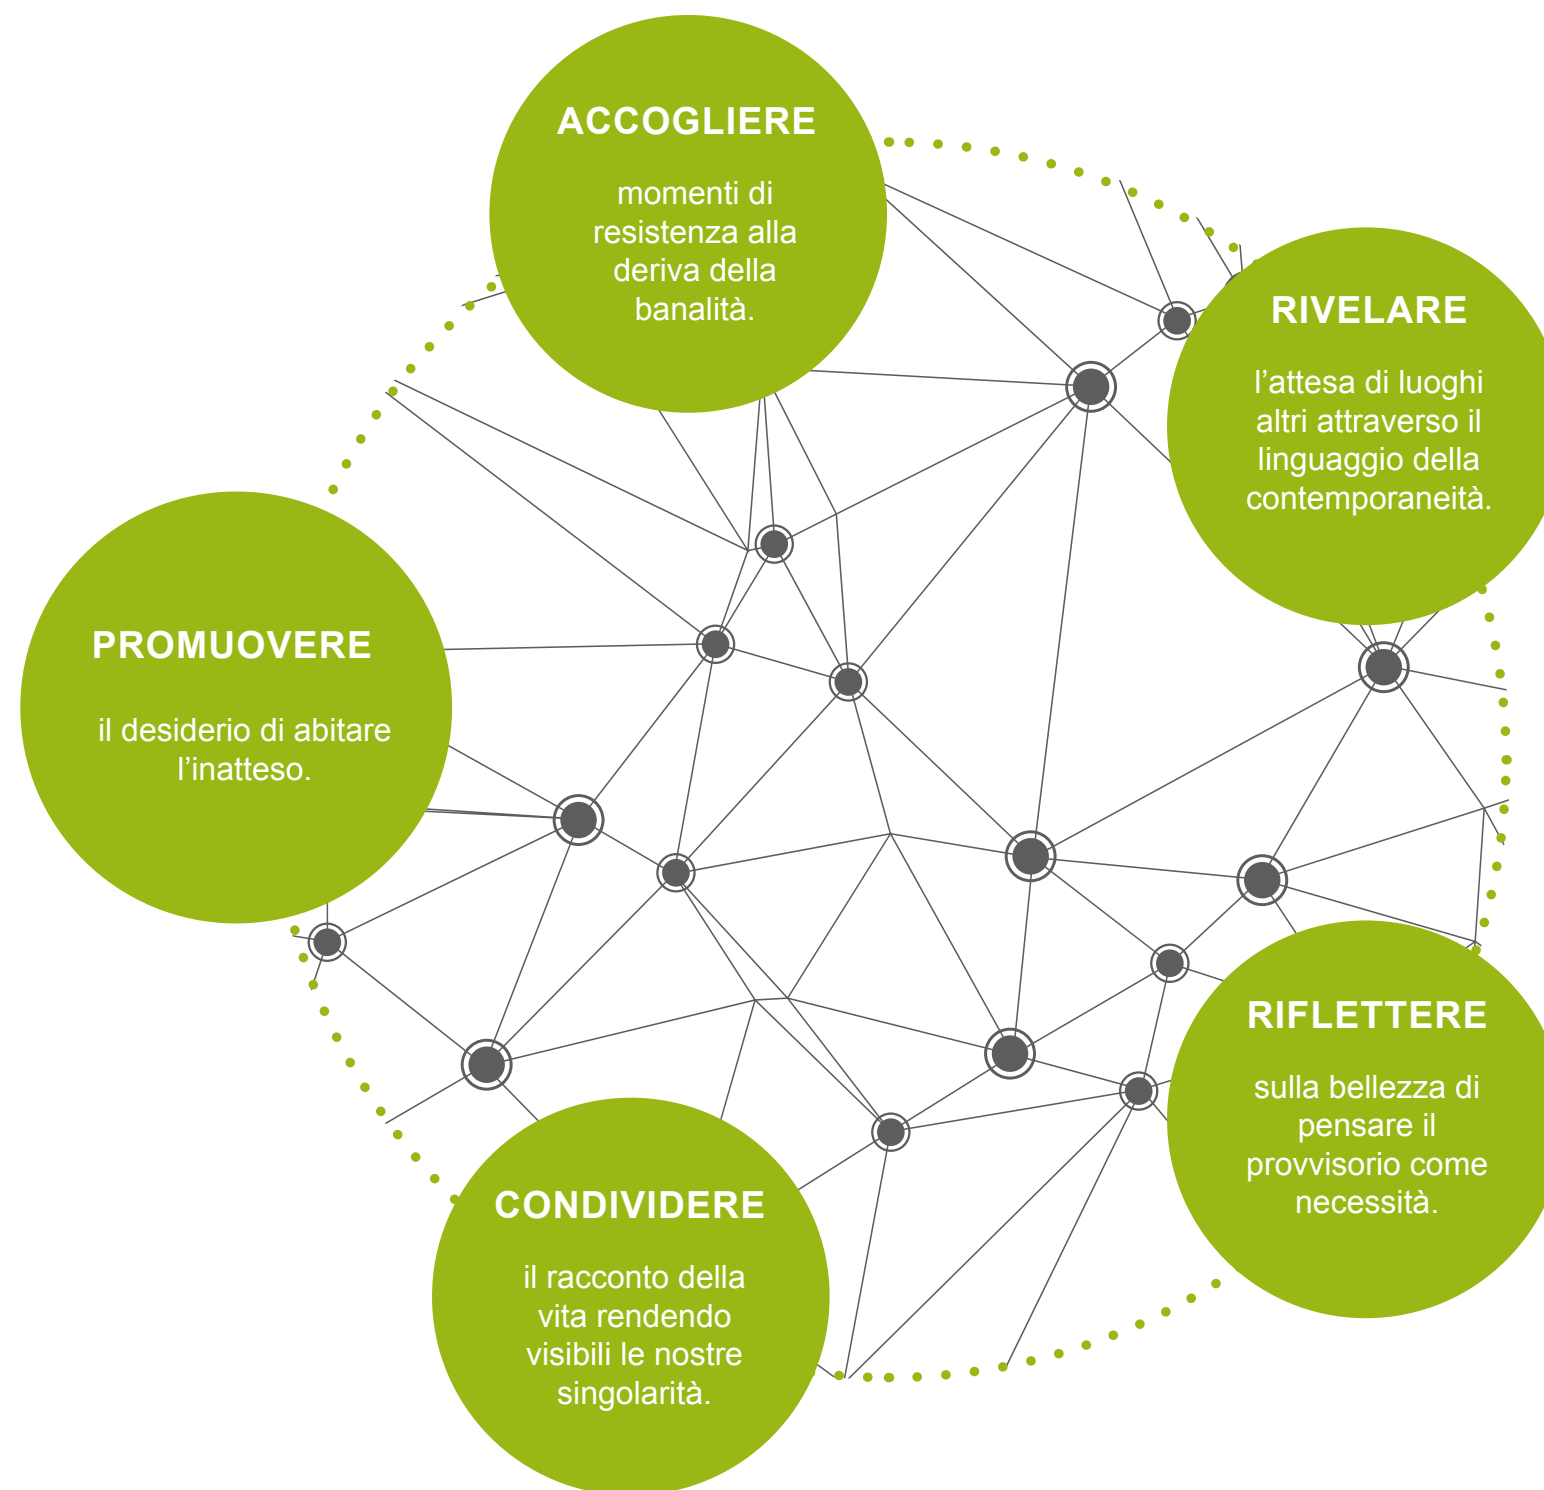 ACCOGLIERE
momenti di
resistenza alla
deriva della
banalità.
RIVELARE
l’attesa di luoghi
altri attraverso il
linguaggio della
contemporaneità.
PROMUOVERE
il desiderio di abitare
l’inatteso.
RIFLETTERE
sulla bellezza di
pensare il
provvisorio come
necessità.
CONDIVIDERE
il racconto della
vita rendendo
visibili le nostre
singolarità.